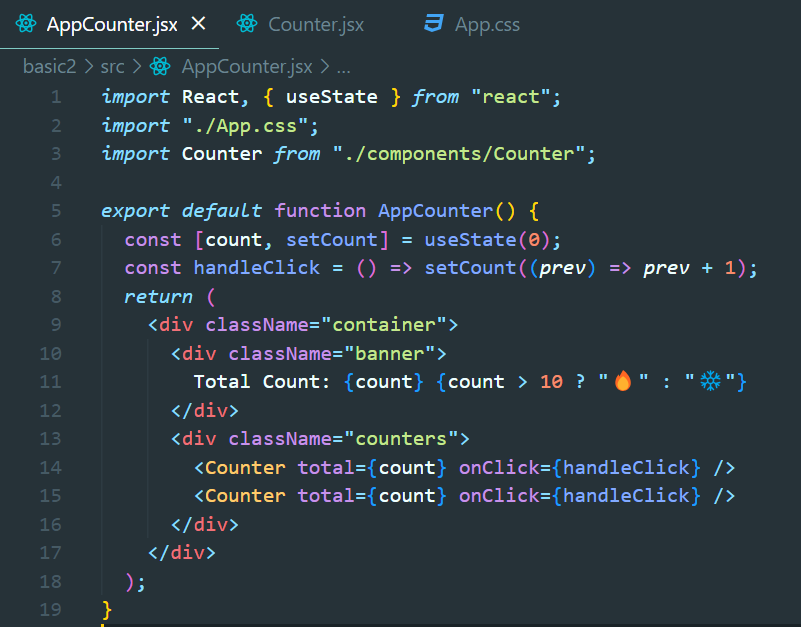 AppCounter.jsx × Counter.jsx App.css
basic2 > src > AppCounter.jsx > ...
1 import React, { useState } from "react";
2 import "./App.css";
3 import Counter from "./components/Counter";
4
5 export default function AppCounter() {
6   const [count, setCount] = useState(0);
7   const handleClick = () => setCount((prev) => prev + 1);
8   return (
9     <div className="container">
10       <div className="banner">
11         Total Count: {count} {count > 10 ? "🔥" : "❄"}
12       </div>
13       <div className="counters">
14         <Counter total={count} onClick={handleClick} />
15         <Counter total={count} onClick={handleClick} />
16       </div>
17     </div>
18   );
19 }